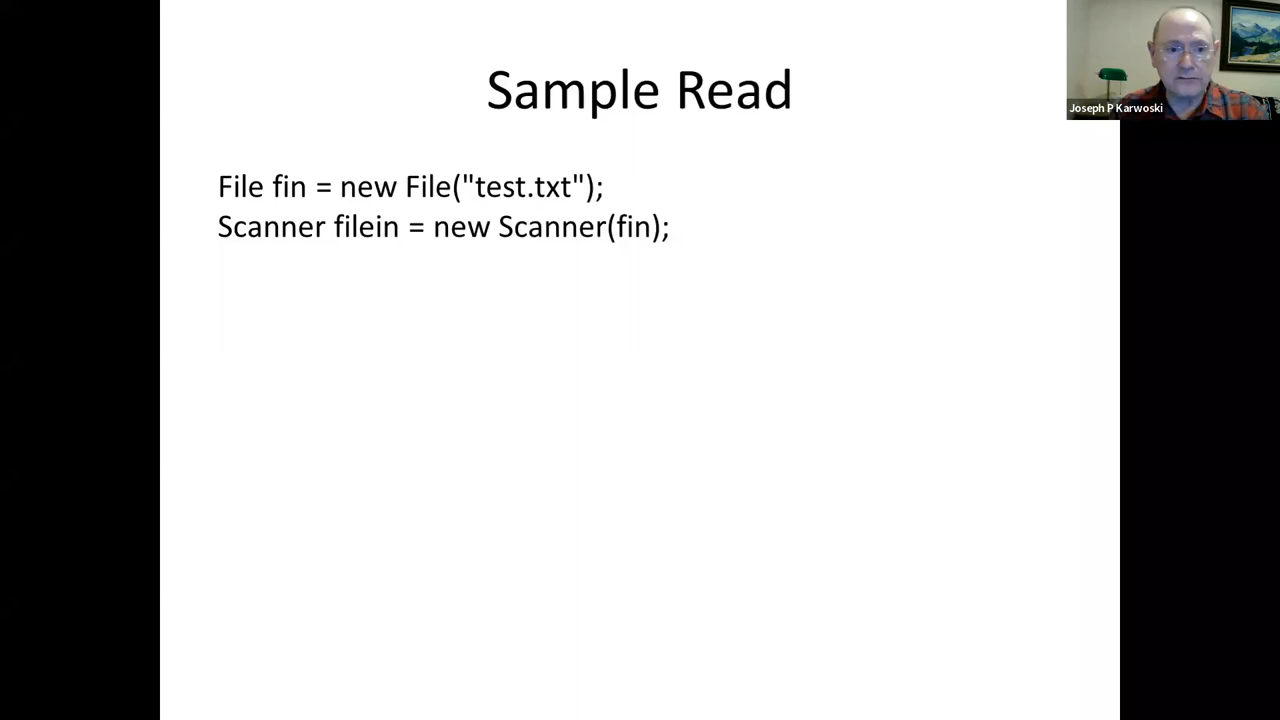 Sample Read
Joseph P Karwoski
File fin = new File("test.txt");
Scanner filein = new Scanner(fin);